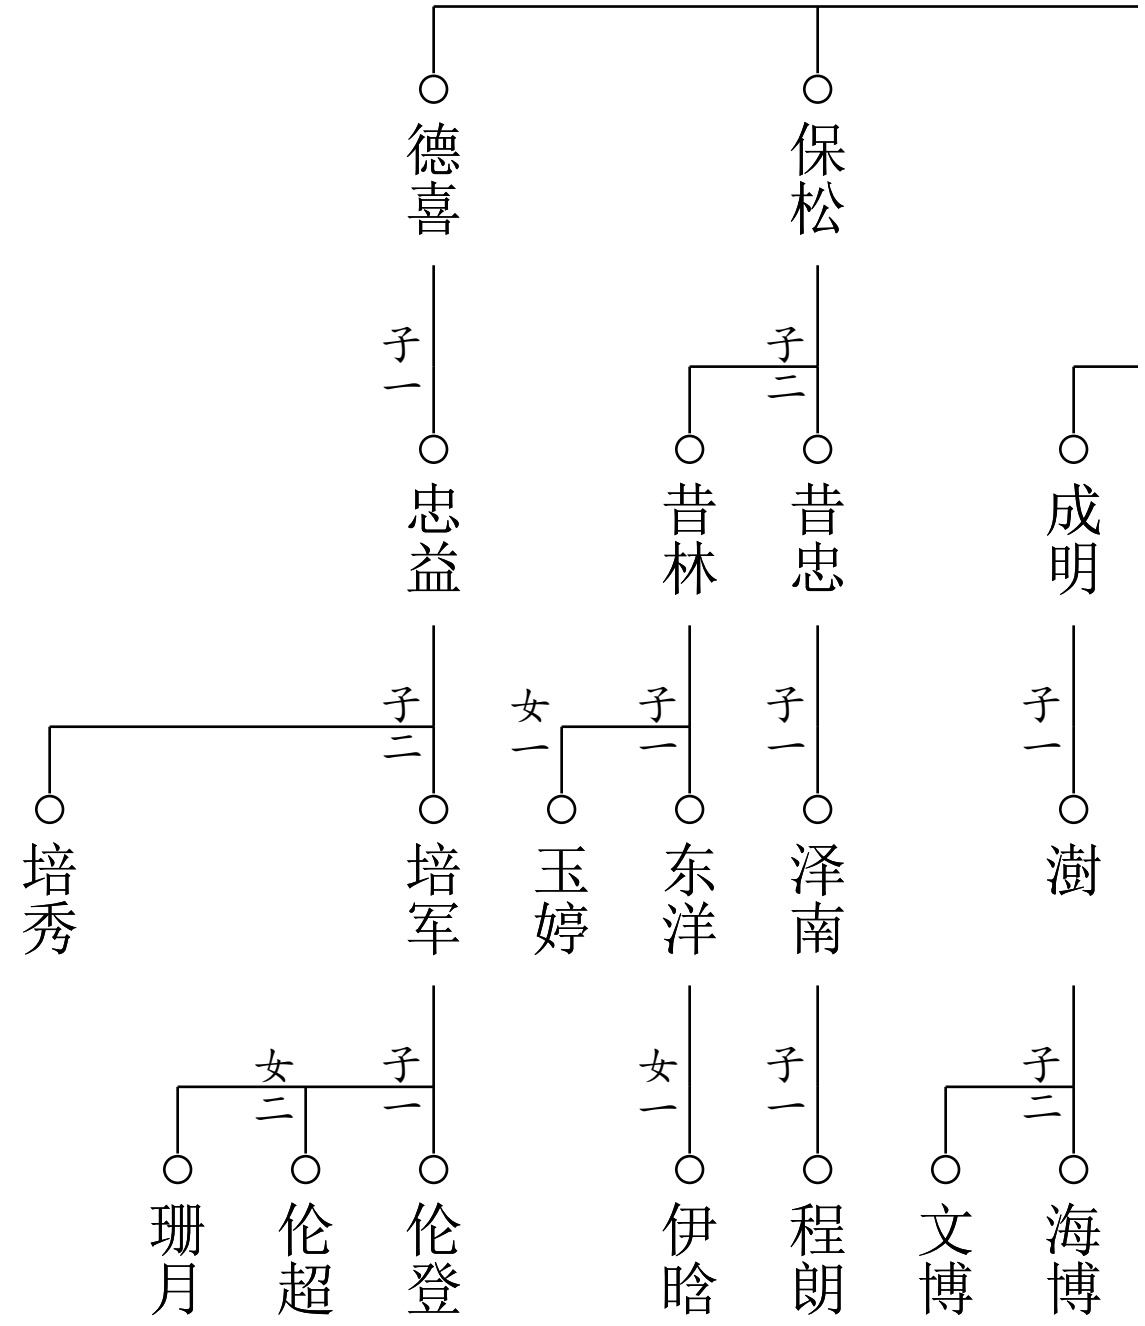 德喜
保松
子一
子二
忠益
昔林
昔忠
成明
子二
女一
子一
子一
子一
培秀
培军
玉婷
东洋
泽南
澍
女二
子一
女一
子一
子二
珊月
伦超
伦登
伊晗
程朗
文博
海博